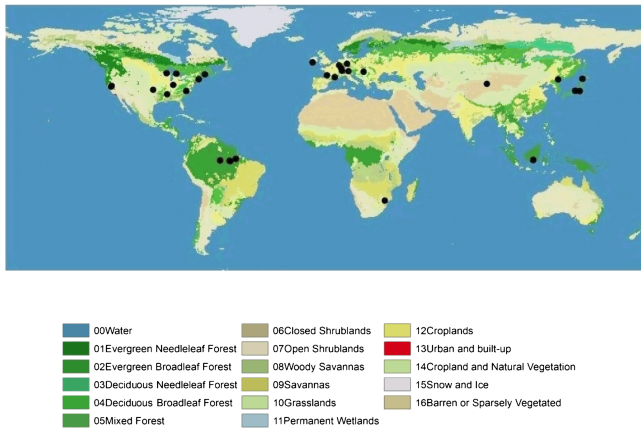 00Water
01Evergreen Needleleaf Forest
02Evergreen Broadleaf Forest
03Deciduous Needleleaf Forest
04Deciduous Broadleaf Forest
05Mixed Forest
06Closed Shrublands
07Open Shrublands
08Woody Savannas
09Savannas
10Grasslands
11Permanent Wetlands
12Croplands
13Urban and built-up
14Cropland and Natural Vegetation
15Snow and Ice
16Barren or Sparsely Vegetated